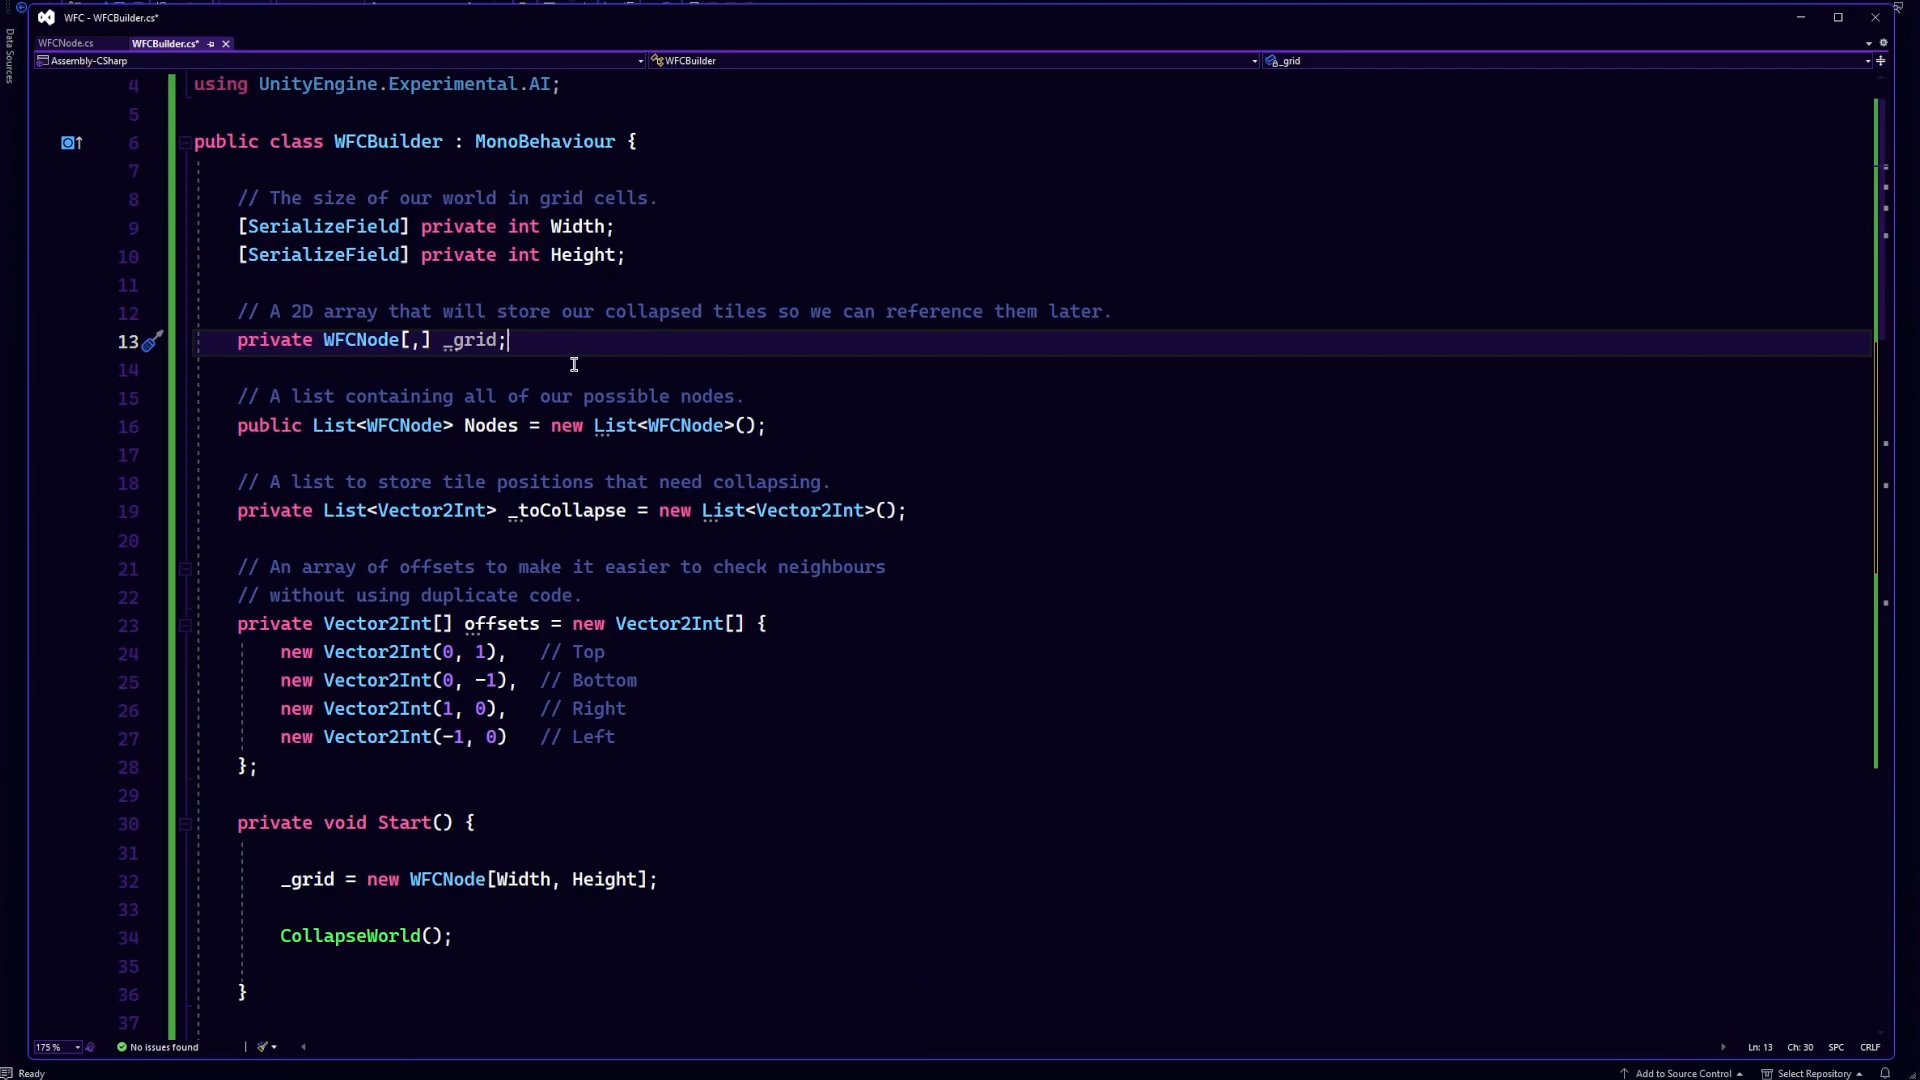 WFC - WFCBuilder.cs*
WFCNode.cs
WFCBuilder.cs*
Data Sources
Assembly-CSharp
WFCBuilder
_grid
4 using UnityEngine.Experimental.AI;
5
6 public class WFCBuilder : MonoBehaviour {
7
8 // The size of our world in grid cells.
9 [SerializeField] private int Width;
10 [SerializeField] private int Height;
11
12 // A 2D array that will store our collapsed tiles so we can reference them later.
13 private WFCNode[,] _grid;
14
15 // A list containing all of our possible nodes.
16 public List<WFCNode> Nodes = new List<WFCNode>();
17
18 // A list to store tile positions that need collapsing.
19 private List<Vector2Int> _toCollapse = new List<Vector2Int>();
20
21 // An array of offsets to make it easier to check neighbours
22 // without using duplicate code.
23 private Vector2Int[] offsets = new Vector2Int[] {
24 new Vector2Int(0, 1), // Top
25 new Vector2Int(0, -1), // Bottom
26 new Vector2Int(1, 0), // Right
27 new Vector2Int(-1, 0) // Left
28 };
29
30 private void Start() {
31
32 _grid = new WFCNode[Width, Height];
33
34 CollapseWorld();
35
36 }
37
175 %
No issues found
Ln: 13
Ch: 30
SPC
CRLF
Ready
Add to Source Control
Select Repository